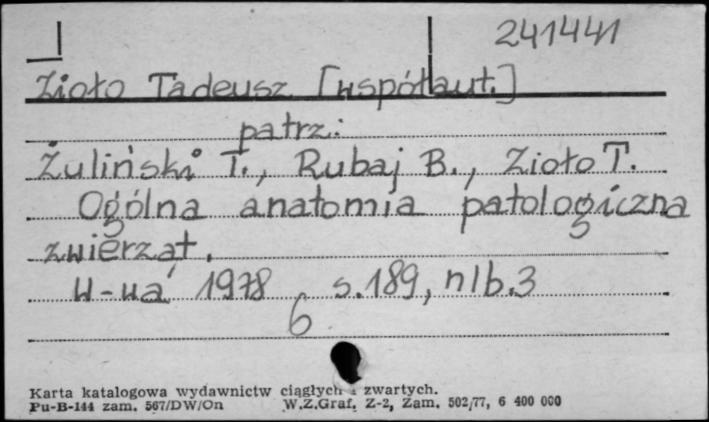 241441
Zioło Tadeusz [współaut.]
patrz:
Żuliński T., Rubaj B., Zioło T.
Ogólna anatomia patologiczna
zwierząt.
W-wa 1978 s.189, nlb.3
6
Karta katalogowa wydawnictw ciągłych i zwartych.
Pu-B-144 zam. 567/DW/On W.Z.Graf. Z-2, Zam. 502/77, 6 400 000